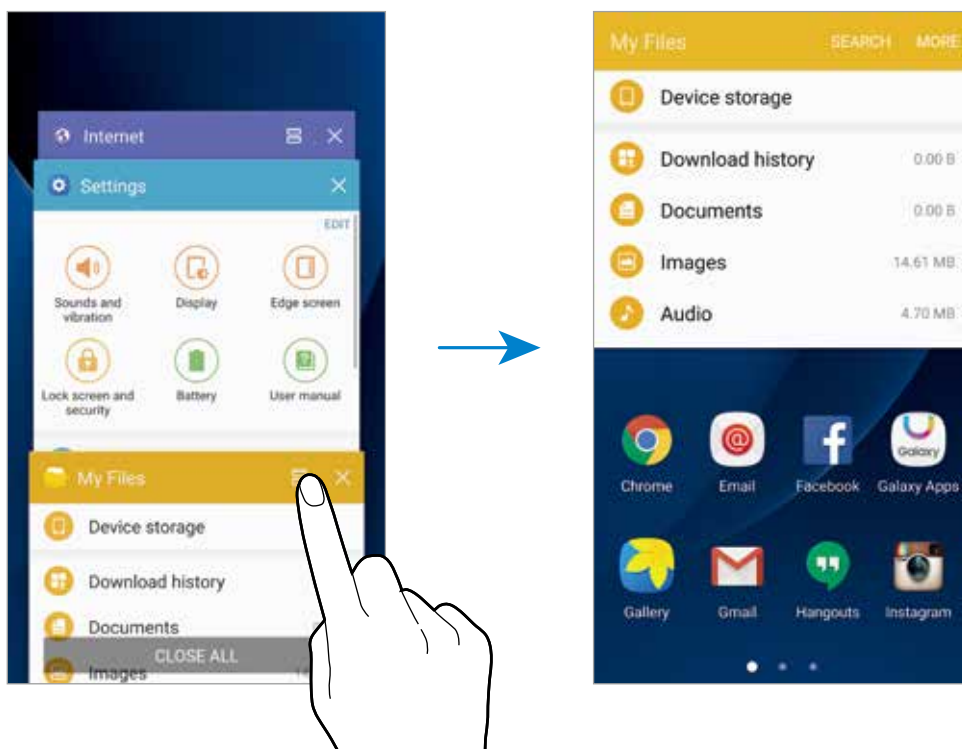 Internet
Settings
EDIT
Sounds and
vibration
Display
Edge screen
Lock screen and
security
Battery
User manual
My Files
Device storage
Download history
Documents
CLOSE ALL
Images
My Files SEARCH MORE
Device storage
Download history 0.00 B
Documents 0.00 B
Images 14.61 MB
Audio 4.70 MB
Galaxy
Chrome Email Facebook Galaxy Apps
Gallery Gmail Hangouts Instagram